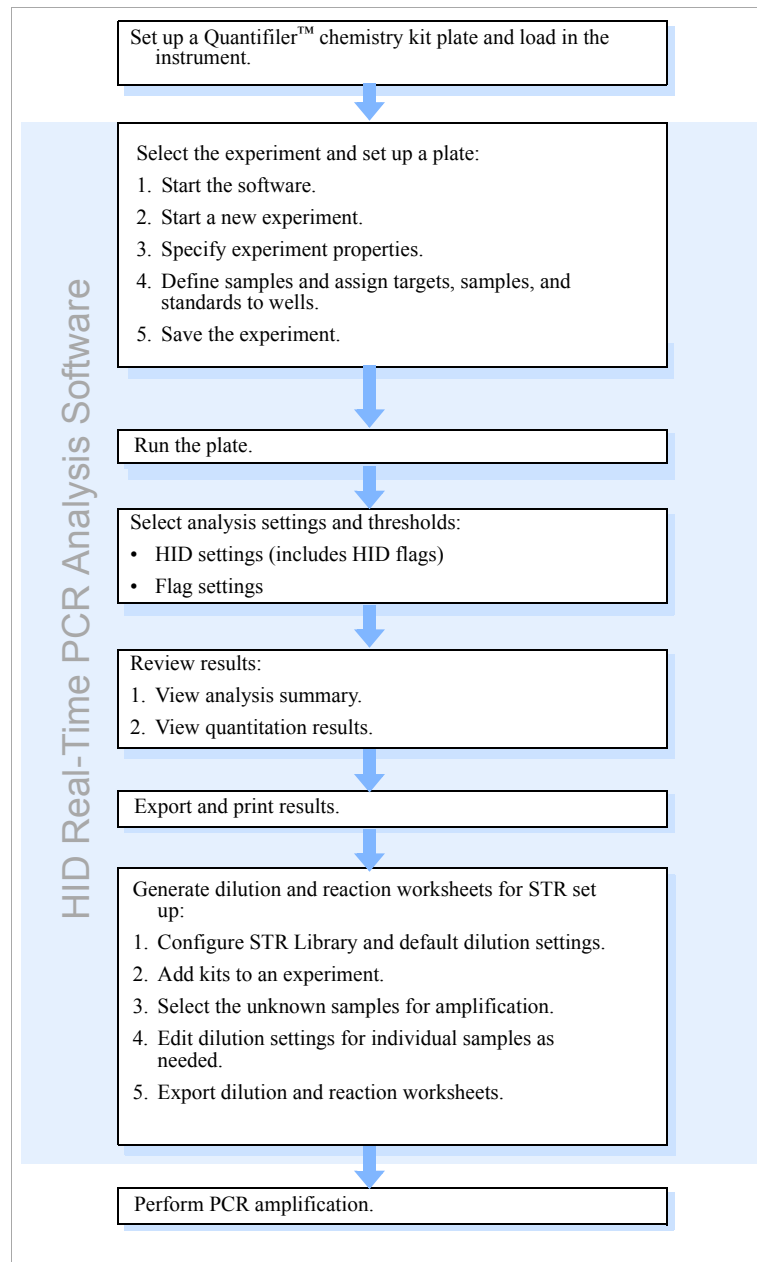 Set up a Quantifiler™ chemistry kit plate and load in the
instrument.
HID Real-Time PCR Analysis Software
Select the experiment and set up a plate:
1. Start the software.
2. Start a new experiment.
3. Specify experiment properties.
4. Define samples and assign targets, samples, and
standards to wells.
5. Save the experiment.
Run the plate.
Select analysis settings and thresholds:
• HID settings (includes HID flags)
• Flag settings
Review results:
1. View analysis summary.
2. View quantitation results.
Export and print results.
Generate dilution and reaction worksheets for STR set
up:
1. Configure STR Library and default dilution settings.
2. Add kits to an experiment.
3. Select the unknown samples for amplification.
4. Edit dilution settings for individual samples as
needed.
5. Export dilution and reaction worksheets.
Perform PCR amplification.